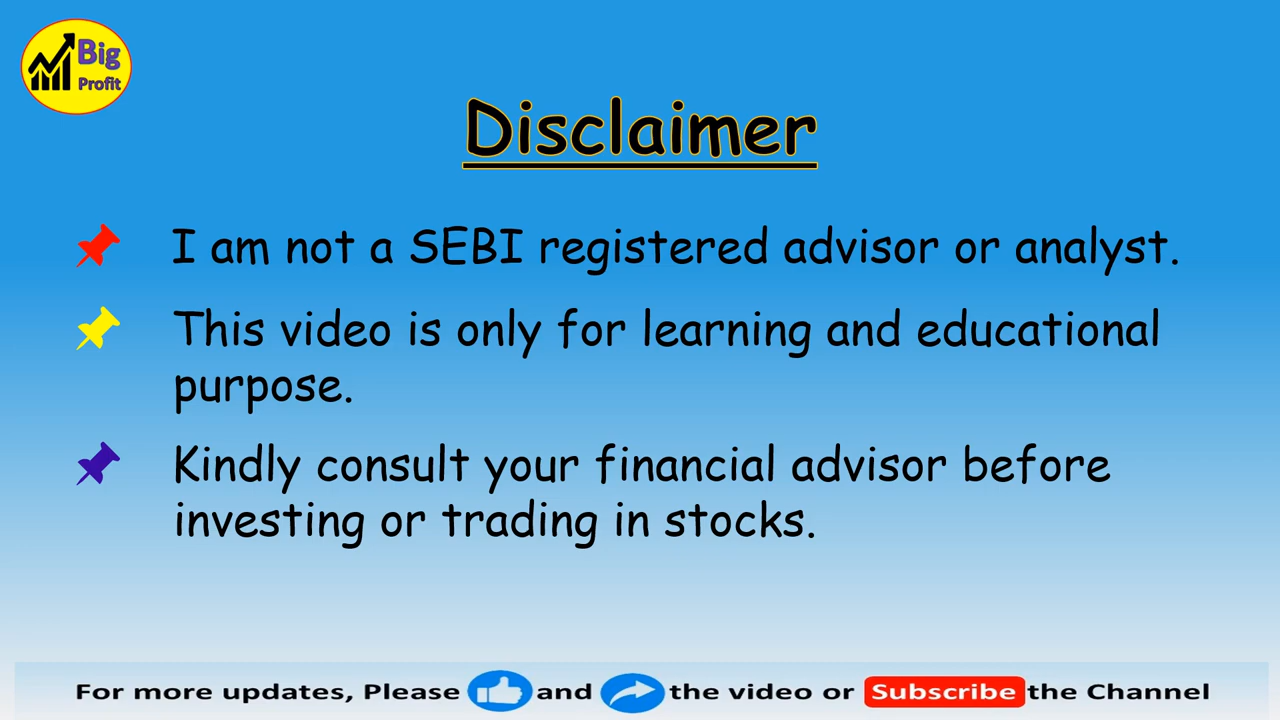 Big
Profit
Disclaimer
I am not a SEBI registered advisor or analyst.
This video is only for learning and educational
purpose.
Kindly consult your financial advisor before
investing or trading in stocks.
For more updates, Please and the video or Subscribe the Channel